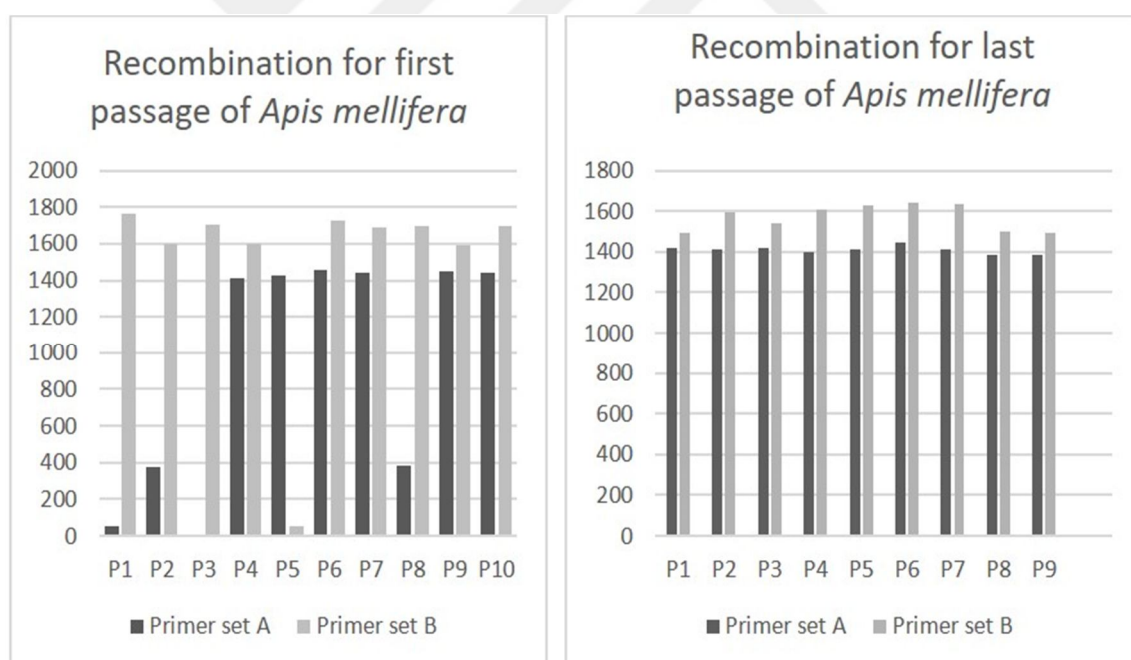 Recombination for first
passage of Apis mellifera
2000
1800
1600
1400
1200
1000
800
600
400
200
0
P1 P2 P3 P4 P5 P6 P7 P8 P9 P10
Primer set A Primer set B
Recombination for last
passage of Apis mellifera
1800
1600
1400
1200
1000
800
600
400
200
0
P1 P2 P3 P4 P5 P6 P7 P8 P9
Primer set A Primer set B